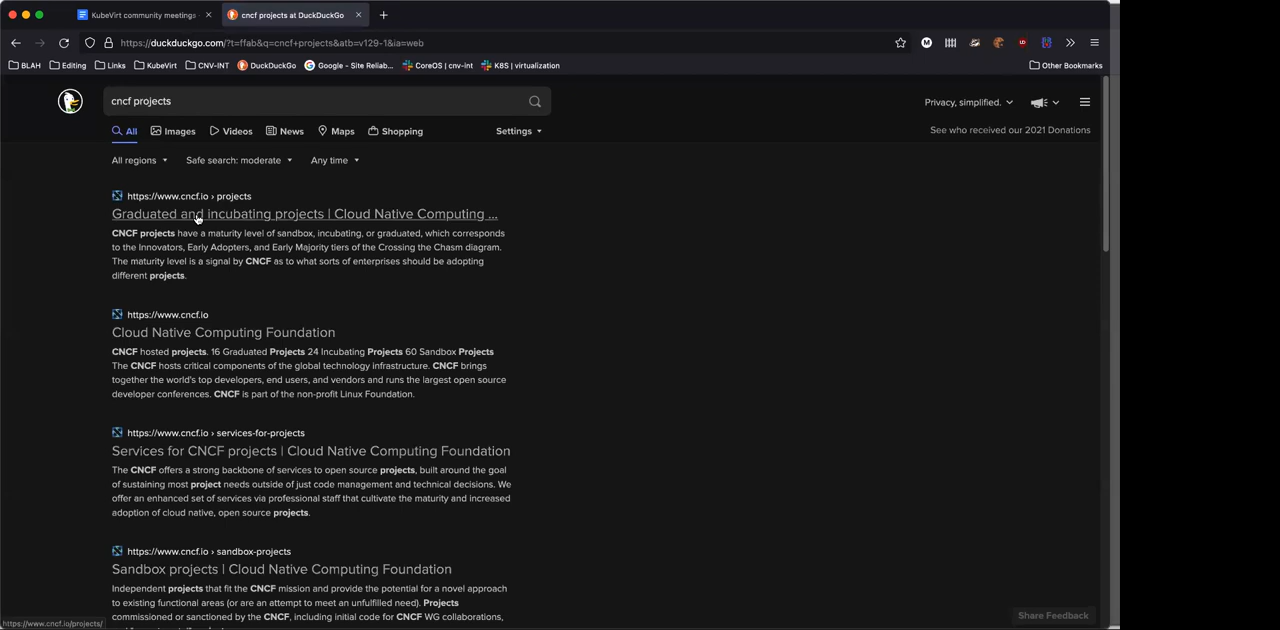 KubeVirt community meetings
cncf projects at DuckDuckGo
https://duckduckgo.com/?t=ffab&q=cncf+projects&atb=v129-1&ia=web
BLAH Editing Links KubeVirt CNV-INT DuckDuckGo Google - Site Reliab... CoreOS | cnv-int K8S | virtualization Other Bookmarks
cncf projects
Privacy, simplified.
All Images Videos News Maps Shopping Settings
See who received our 2021 Donations
All regions Safe search: moderate Any time
https://www.cncf.io › projects
Graduated and incubating projects | Cloud Native Computing ...
CNCF projects have a maturity level of sandbox, incubating, or graduated, which corresponds
to the Innovators, Early Adopters, and Early Majority tiers of the Crossing the Chasm diagram.
The maturity level is a signal by CNCF as to what sorts of enterprises should be adopting
different projects.
https://www.cncf.io
Cloud Native Computing Foundation
CNCF hosted projects. 16 Graduated Projects 24 Incubating Projects 60 Sandbox Projects
The CNCF hosts critical components of the global technology infrastructure. CNCF brings
together the world's top developers, end users, and vendors and runs the largest open source
developer conferences. CNCF is part of the non-profit Linux Foundation.
https://www.cncf.io › services-for-projects
Services for CNCF projects | Cloud Native Computing Foundation
The CNCF offers a strong backbone of services to open source projects, built around the goal
of sustaining most project needs outside of just code management and technical decisions. We
offer an enhanced set of services via professional staff that cultivate the maturity and increased
adoption of cloud native, open source projects.
https://www.cncf.io › sandbox-projects
Sandbox projects | Cloud Native Computing Foundation
Independent projects that fit the CNCF mission and provide the potential for a novel approach
to existing functional areas (or are an attempt to meet an unfulfilled need). Projects
commissioned or sanctioned by the CNCF, including initial code for CNCF WG collaborations,
Share Feedback
https://www.cncf.io/projects/